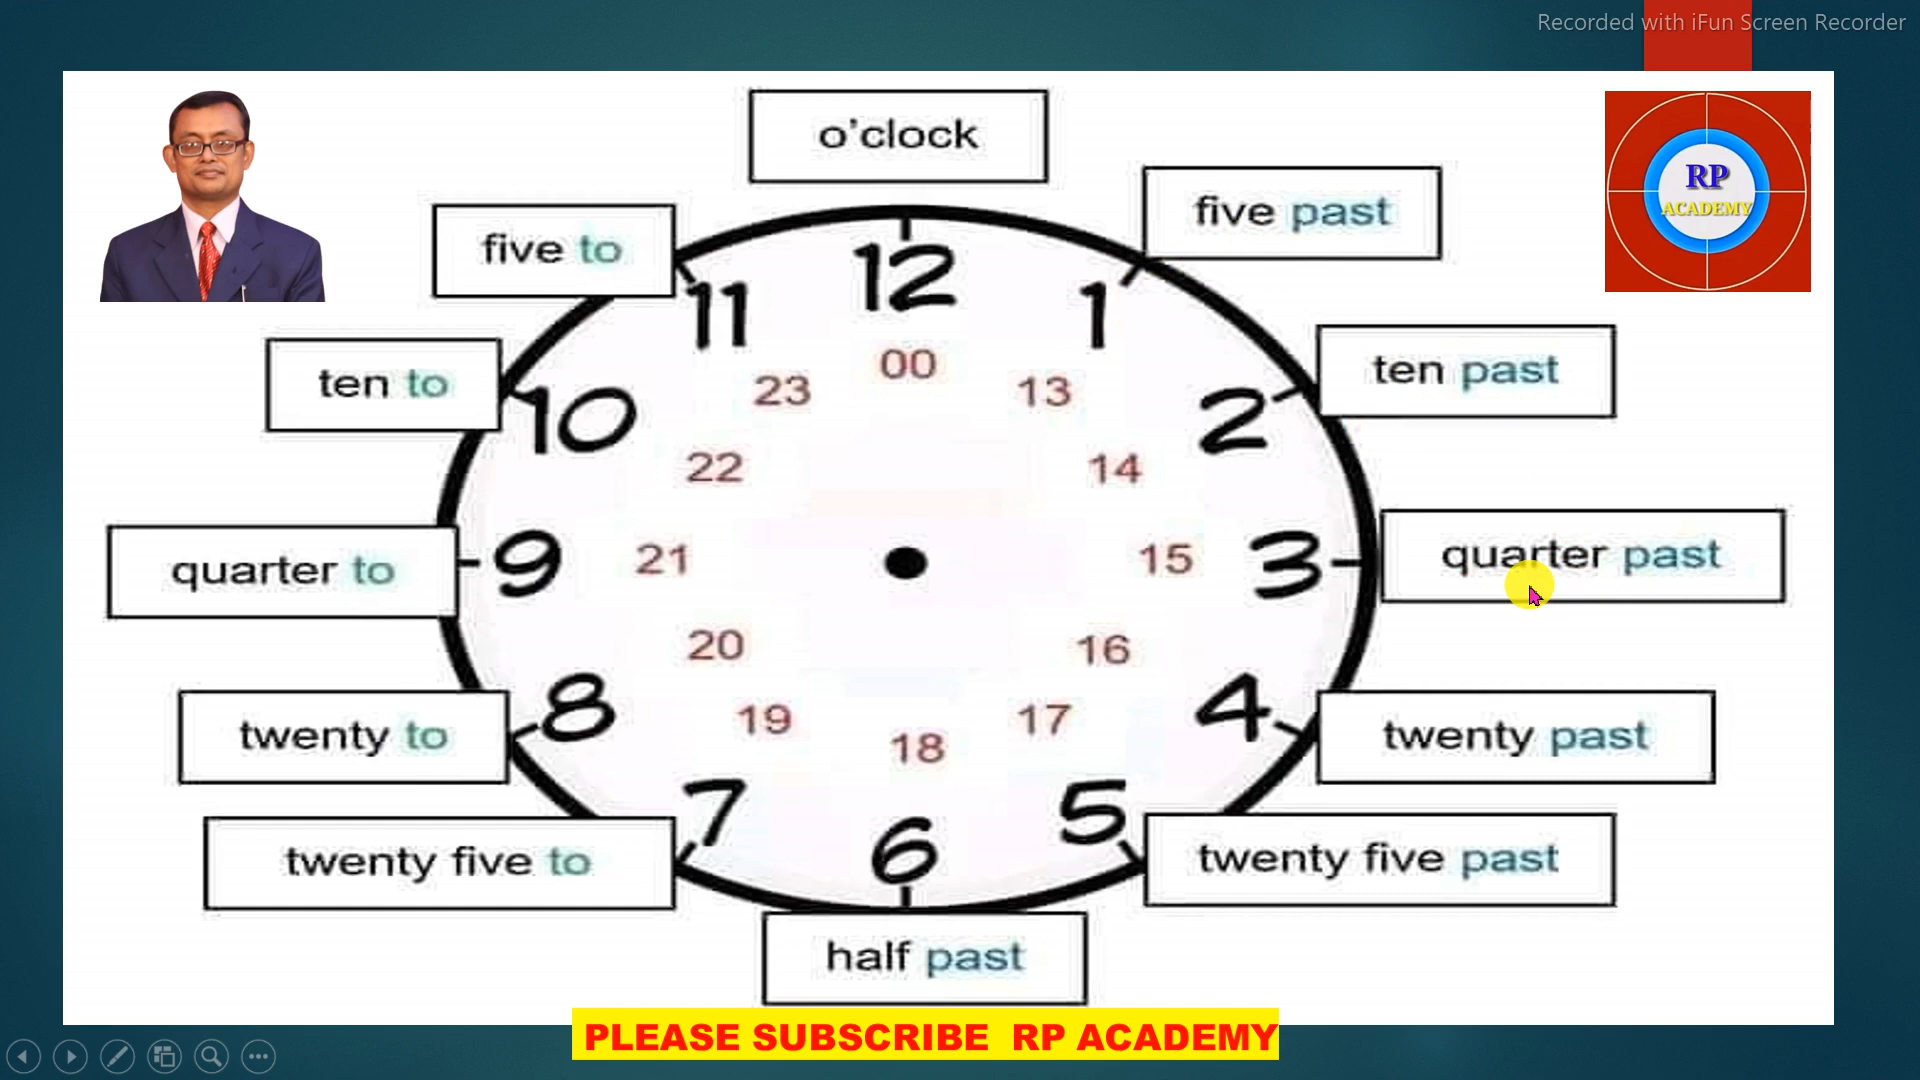 Recorded with iFun Screen Recorder
o'clock
five past
five to
RP
ACADEMY
12
11
1
ten to
ten past
00
23
13
10
2
22
14
quarter to
quarter past
9
21
15
3
20
16
twenty to
twenty past
8
4
19
17
18
7
5
6
twenty five to
twenty five past
half past
PLEASE SUBSCRIBE RP ACADEMY